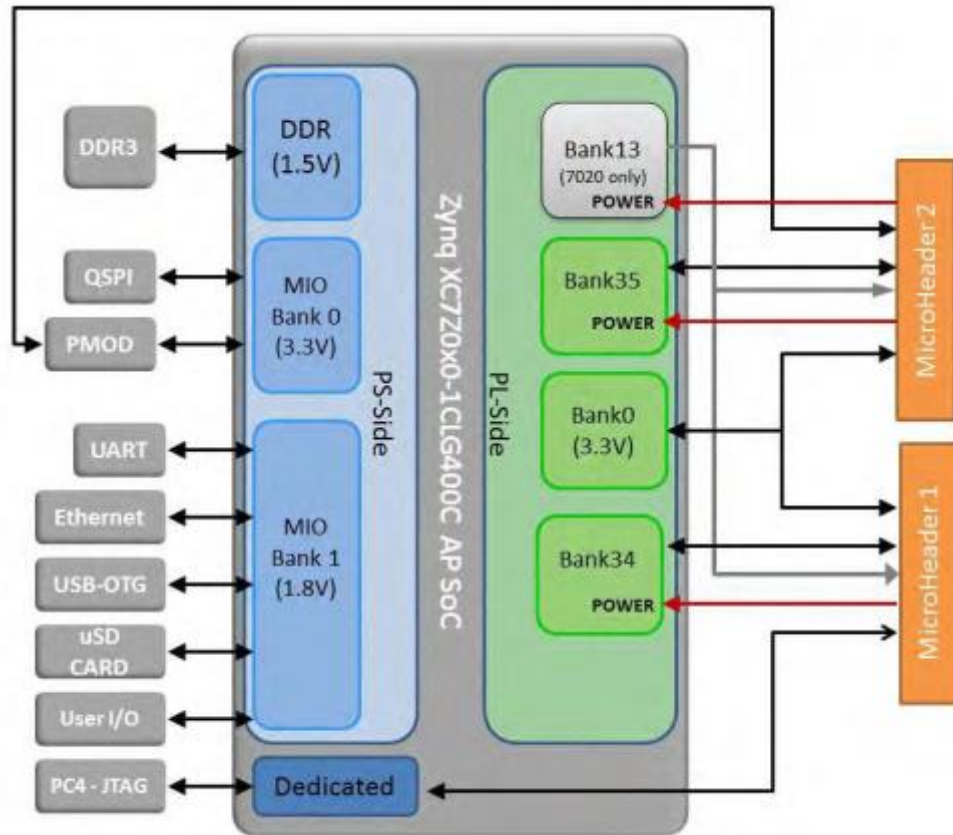 DDR3
QSPI
PMOD
UART
Ethernet
USB-OTG
uSD
CARD
User I/O
PC4 - JTAG
DDR
(1.5V)
MIO
Bank 0
(3.3V)
MIO
Bank 1
(1.8V)
PS-Side
Dedicated
Zynq XC7Z0x0-1CLG400C AP SoC
PL-Side
Bank13
(7020 only)
POWER
Bank35
POWER
Bank0
(3.3V)
Bank34
POWER
MicroHeader 2
MicroHeader 1